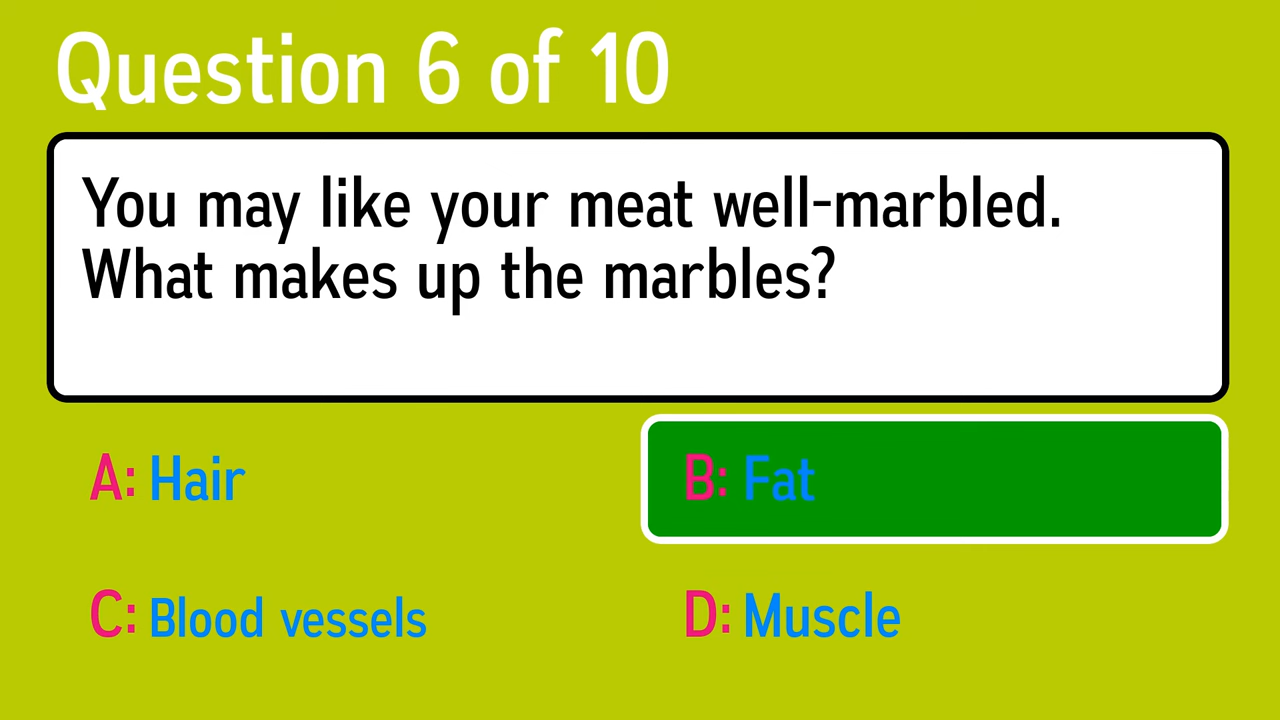 Question 6 of 10
You may like your meat well-marbled.
What makes up the marbles?
A: Hair
B: Fat
C: Blood vessels
D: Muscle